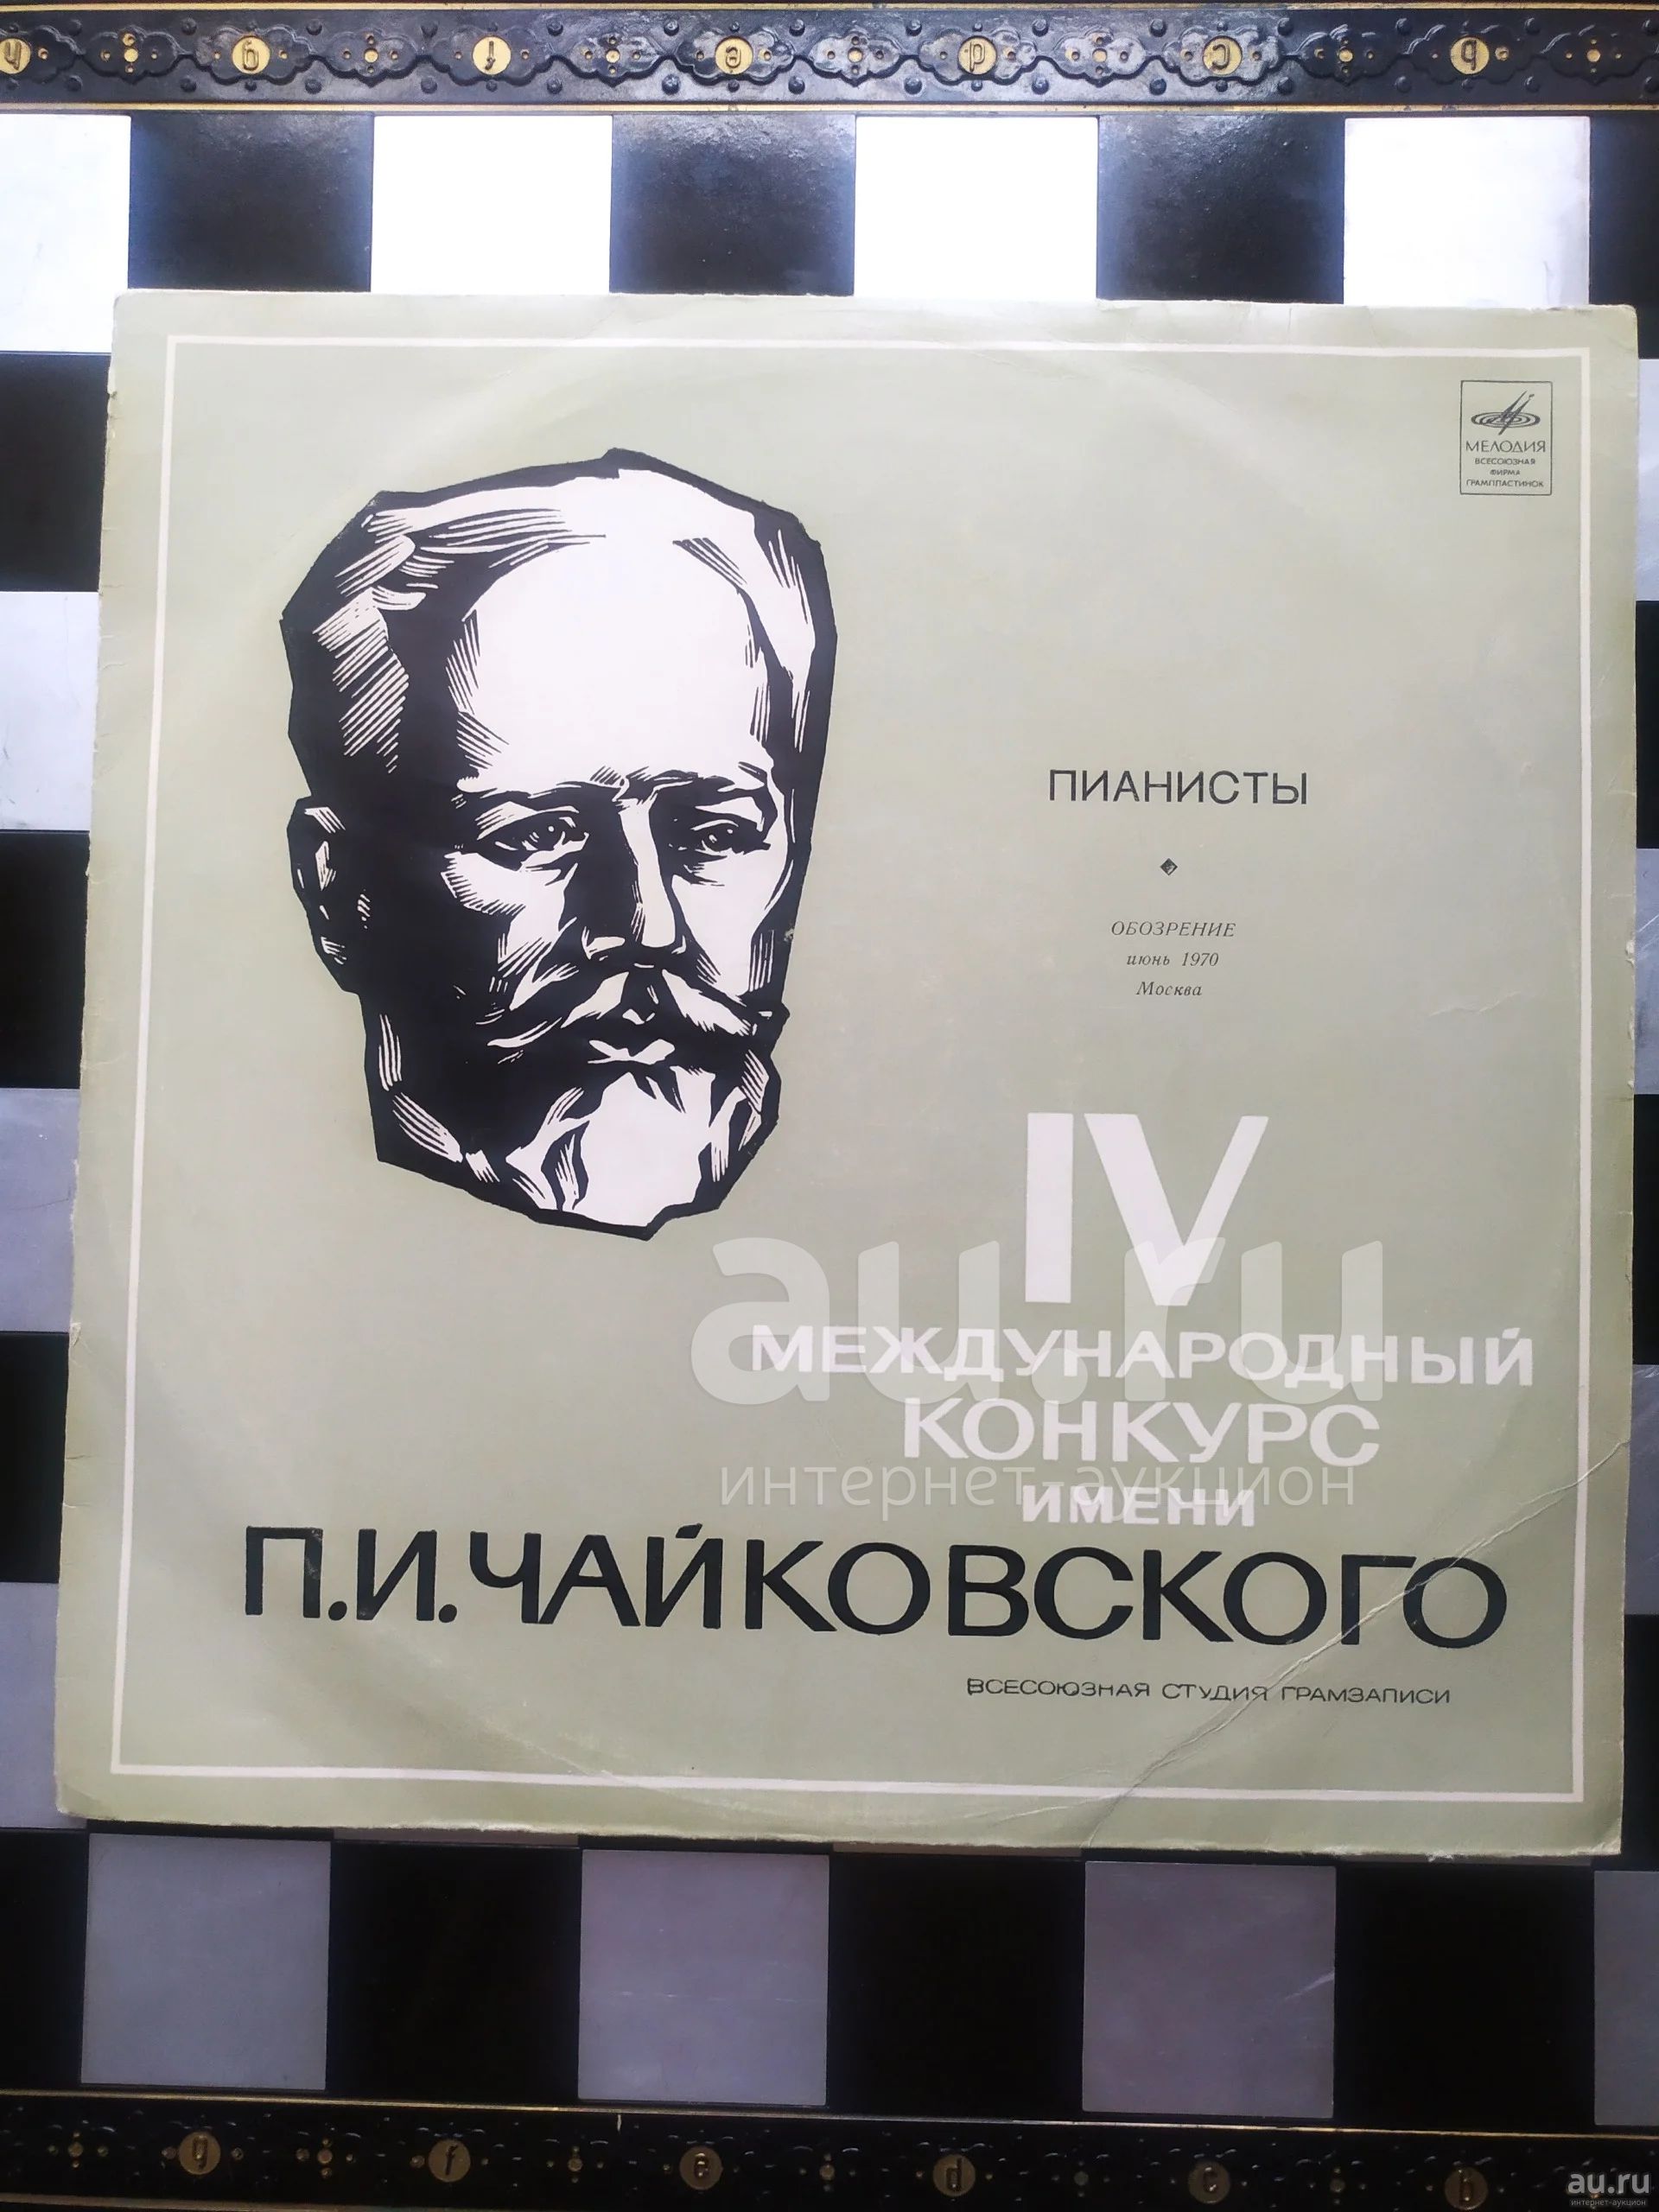 h g f e d c b
МЕЛОДИЯ
ВСЕСОЮЗНАЯ
ФИРМА
ГРАМПЛАСТИНОК
ПИАНИСТЫ
ОБОЗРЕНИЕ
июнь 1970
Москва
IV
au.ru
МЕЖДУНАРОДНЫЙ
КОНКУРС
интернет-аукцион
ИМЕНИ
П.И.ЧАЙКОВСКОГО
ВСЕСОЮЗНАЯ СТУДИЯ ГРАМЗАПИСИ
g f e d c b
au.ru
интернет-аукцион